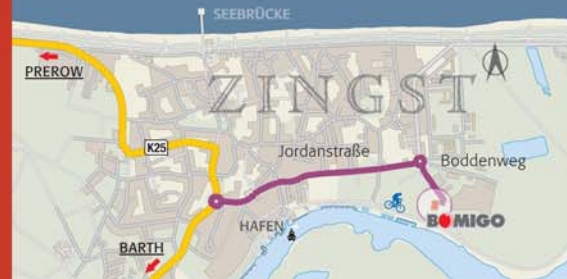 SEEBRÜCKE
PREROW
ZINGST
K25
Jordanstraße
Boddenweg
HAFEN
BOMIGO
BARTH